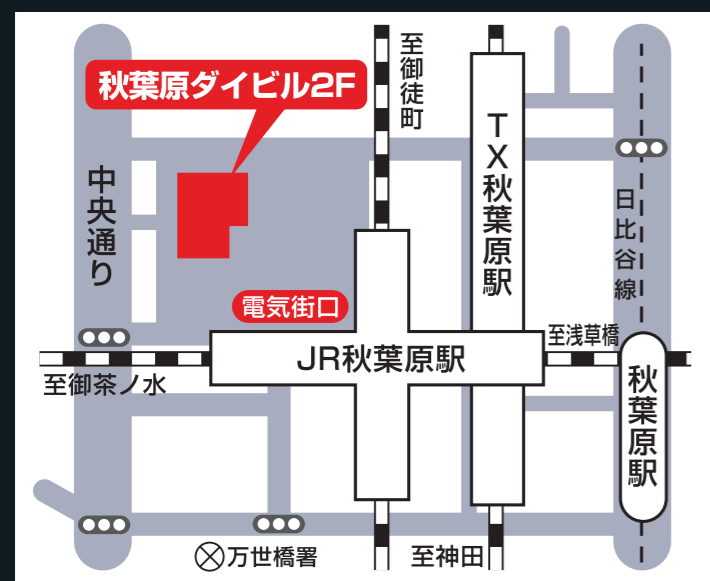 至御徒町
秋葉原ダイビル2F
TX秋葉原駅
中央通り
日比谷線
電気街口
至浅草橋
JR秋葉原駅
至御茶ノ水
秋葉原駅
万世橋署
至神田